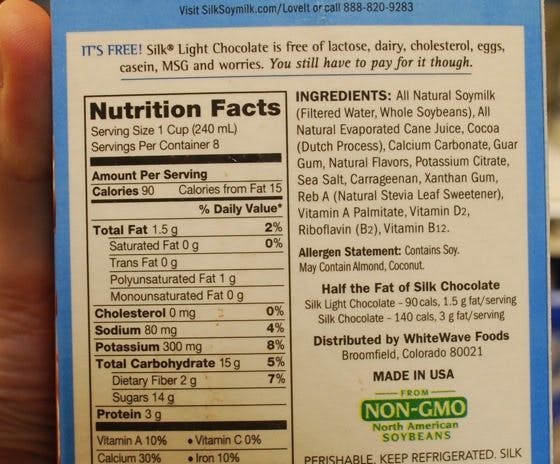 Visit SilkSoymilk.com/LoveIt or call 888-820-9283
IT'S FREE! Silk® Light Chocolate is free of lactose, dairy, cholesterol, eggs,
casein, MSG and worries. You still have to pay for it though.
Nutrition Facts
Serving Size 1 Cup (240 mL)
Servings Per Container 8
Amount Per Serving
Calories 90 Calories from Fat 15
% Daily Value*
Total Fat 1.5 g 2%
Saturated Fat 0 g 0%
Trans Fat 0 g
Polyunsaturated Fat 1 g
Monounsaturated Fat 0 g
Cholesterol 0 mg 0%
Sodium 80 mg 4%
Potassium 300 mg 8%
Total Carbohydrate 15 g 5%
Dietary Fiber 2 g 7%
Sugars 14 g
Protein 3 g
Vitamin A 10% • Vitamin C 0%
Calcium 30% • Iron 10%
INGREDIENTS: All Natural Soymilk
(Filtered Water, Whole Soybeans), All
Natural Evaporated Cane Juice, Cocoa
(Dutch Process), Calcium Carbonate, Guar
Gum, Natural Flavors, Potassium Citrate,
Sea Salt, Carrageenan, Xanthan Gum,
Reb A (Natural Stevia Leaf Sweetener),
Vitamin A Palmitate, Vitamin D2,
Riboflavin (B2), Vitamin B12.
Allergen Statement: Contains Soy.
May Contain Almond, Coconut.
Half the Fat of Silk Chocolate
Silk Light Chocolate – 90 cals, 1.5 g fat/serving
Silk Chocolate – 140 cals, 3 g fat/serving
Distributed by WhiteWave Foods
Broomfield, Colorado 80021
MADE IN USA
FROM
NON-GMO
North American
SOYBEANS
PERISHABLE. KEEP REFRIGERATED. SILK